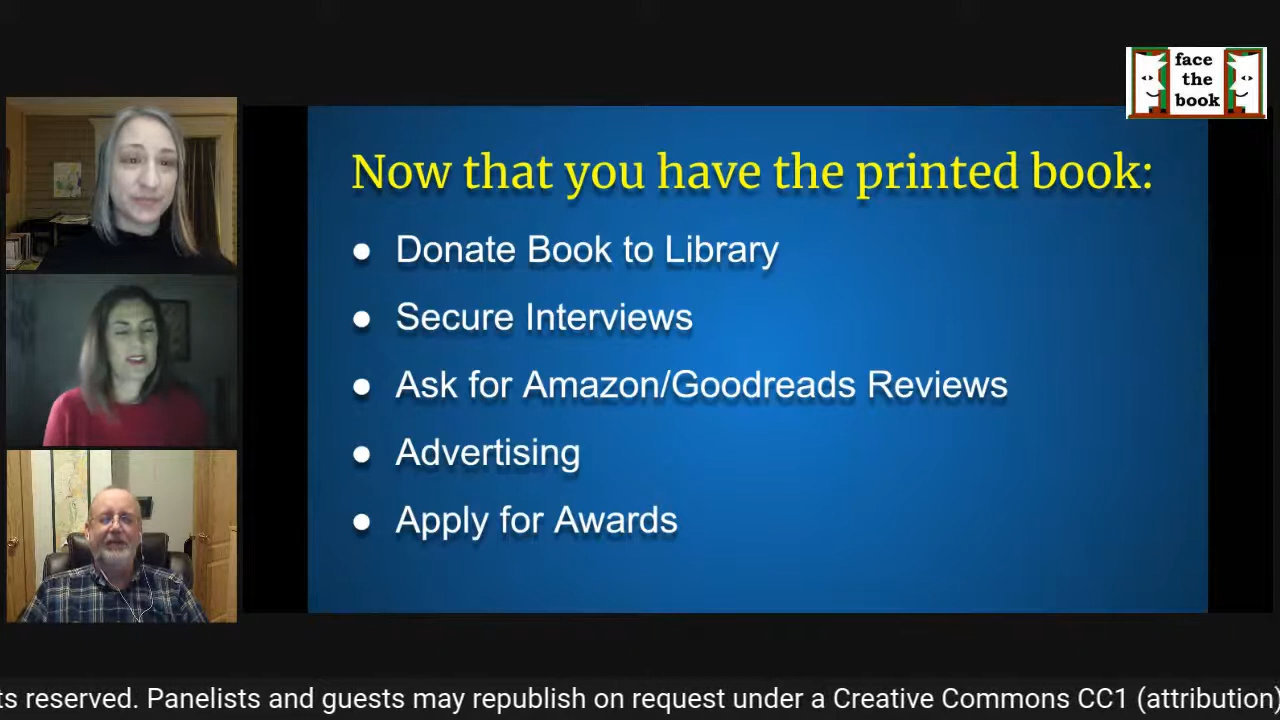 face
the
book
Now that you have the printed book:
● Donate Book to Library
● Secure Interviews
● Ask for Amazon/Goodreads Reviews
● Advertising
● Apply for Awards
ts reserved. Panelists and guests may republish on request under a Creative Commons CC1 (attribution)